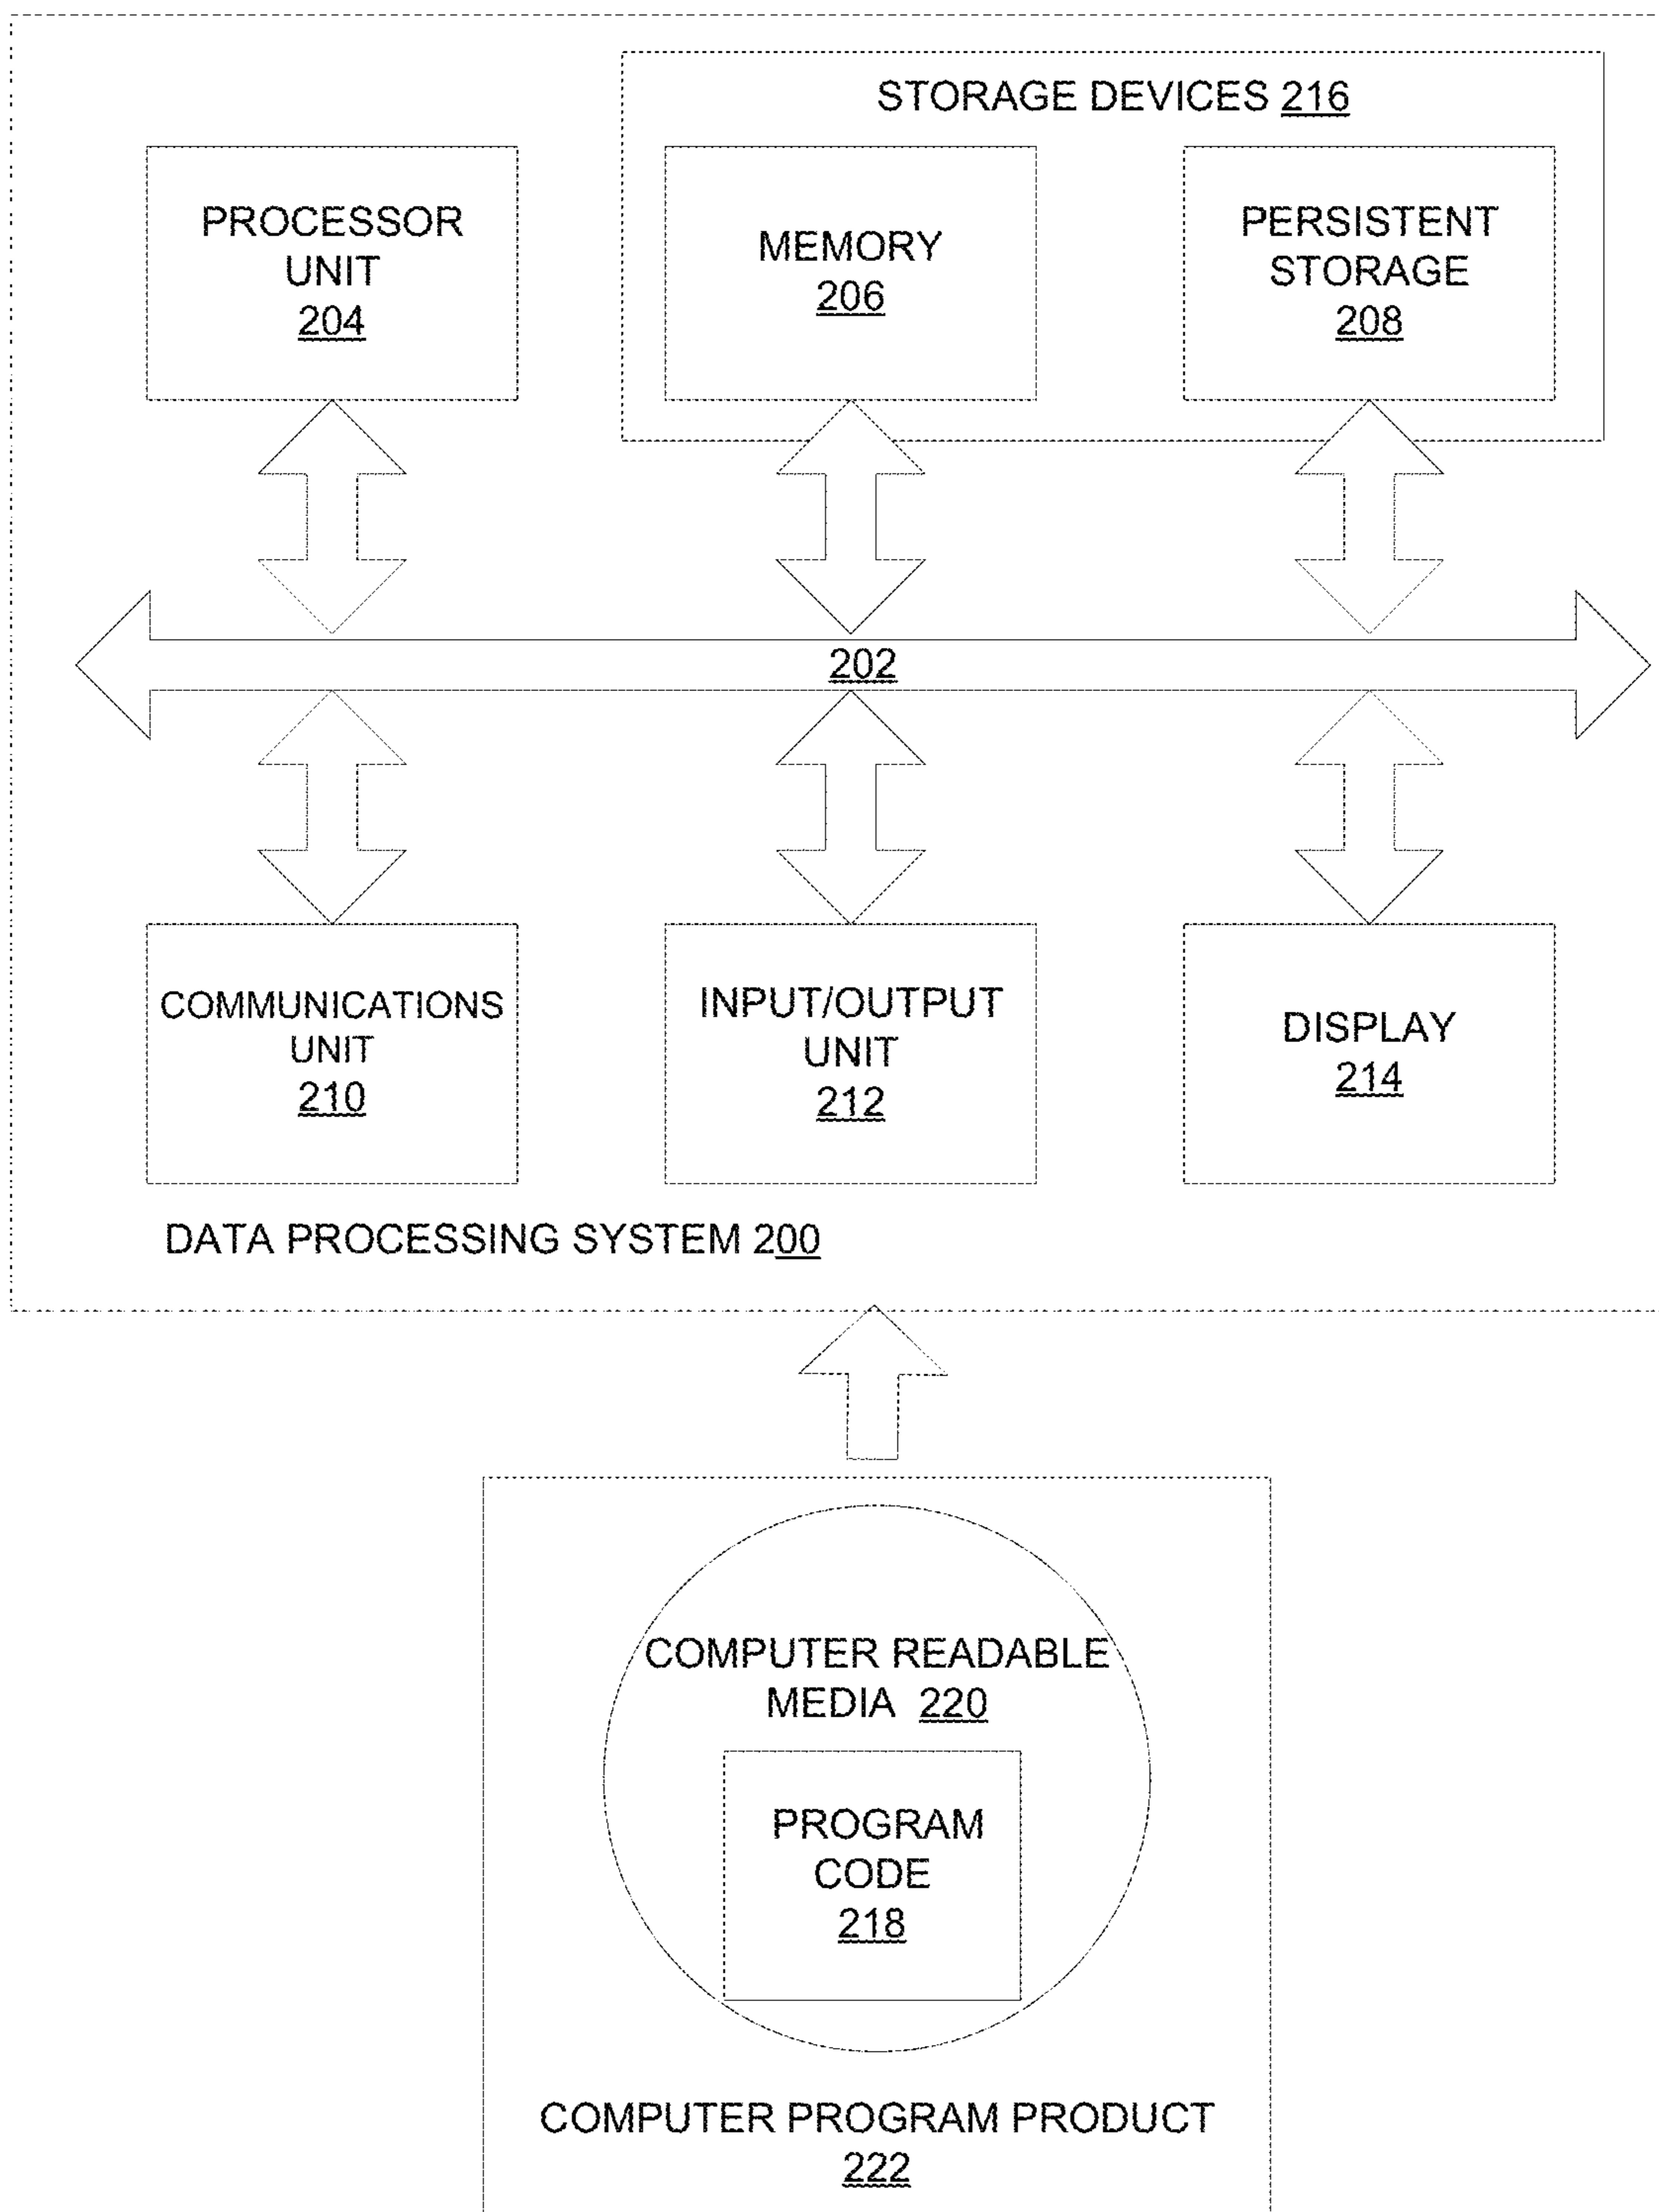 STORAGE DEVICES 216
PROCESSOR
UNIT
204
MEMORY
206
PERSISTENT
STORAGE
208
202
COMMUNICATIONS
UNIT
210
INPUT/OUTPUT
UNIT
212
DISPLAY
214
DATA PROCESSING SYSTEM 200
COMPUTER READABLE
MEDIA 220
PROGRAM
CODE
218
COMPUTER PROGRAM PRODUCT
222